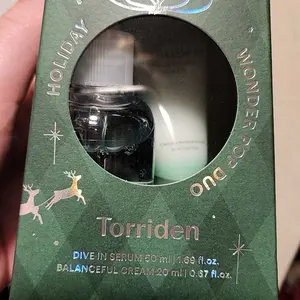 HOLIDAY
WONDER POP DUO
Torriden
DIVE IN SERUM 50 ml | 1.69 fl.oz.
BALANCEFUL CREAM 20 ml | 0.67 fl.oz.